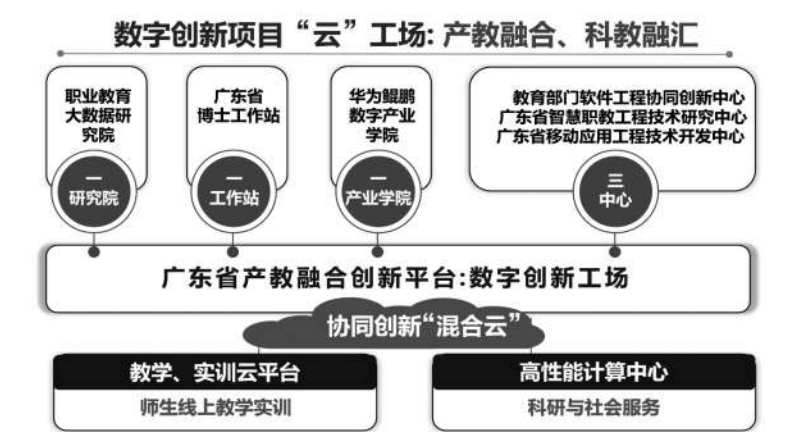 数字创新项目“云”工场: 产教融合、科教融汇
职业教育
大数据研
究院
一
研究院
广东省
博士工作站
一
工作站
华为鲲鹏
数字产业
学院
一
产业学院
教育部门软件工程协同创新中心
广东省智慧职教工程技术研究中心
广东省移动应用工程技术开发中心
三
中心
广东省产教融合创新平台:数字创新工场
协同创新“混合云”
教学、实训云平台
师生线上教学实训
高性能计算中心
科研与社会服务